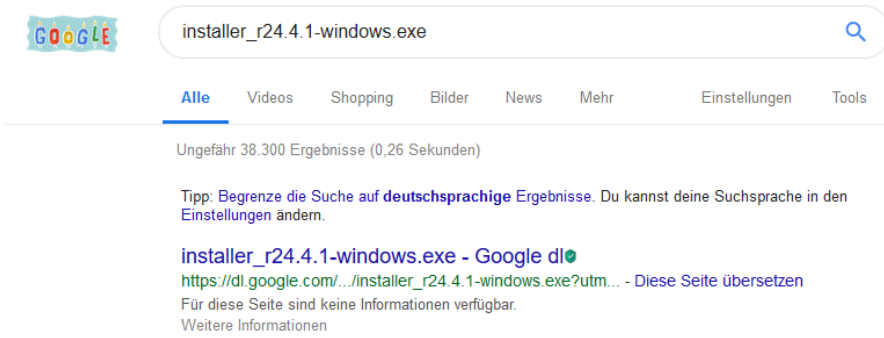 GOOGLE installer_r24.4.1-windows.exe
Alle Videos Shopping Bilder News Mehr Einstellungen Tools
Ungefähr 38.300 Ergebnisse (0,26 Sekunden)
Tipp: Begrenze die Suche auf deutschsprachige Ergebnisse. Du kannst deine Suchsprache in den
Einstellungen ändern.
installer_r24.4.1-windows.exe - Google dl
https://dl.google.com/.../installer_r24.4.1-windows.exe?utm... - Diese Seite übersetzen
Für diese Seite sind keine Informationen verfügbar.
Weitere Informationen